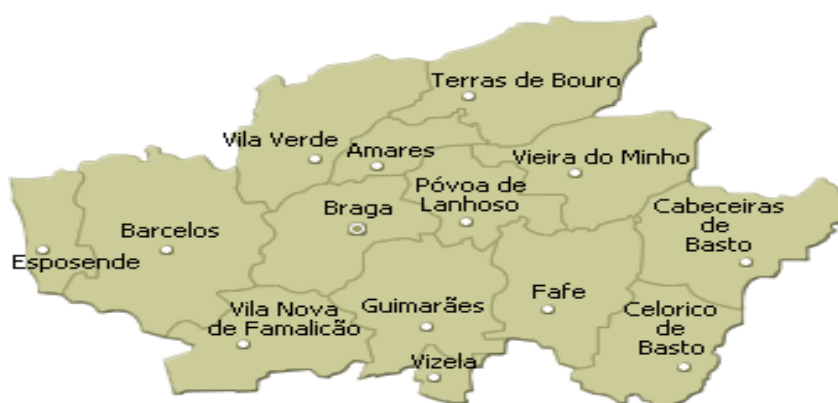 Terras de Bouro
Vila Verde
Amares
Vieira do Minho
Póvoa de
Lanhoso
Braga
Cabeceiras
de
Basto
Barcelos
Esposende
Vila Nova
de Famalicão
Guimarães
Fafe
Celorico
de
Basto
Vizela